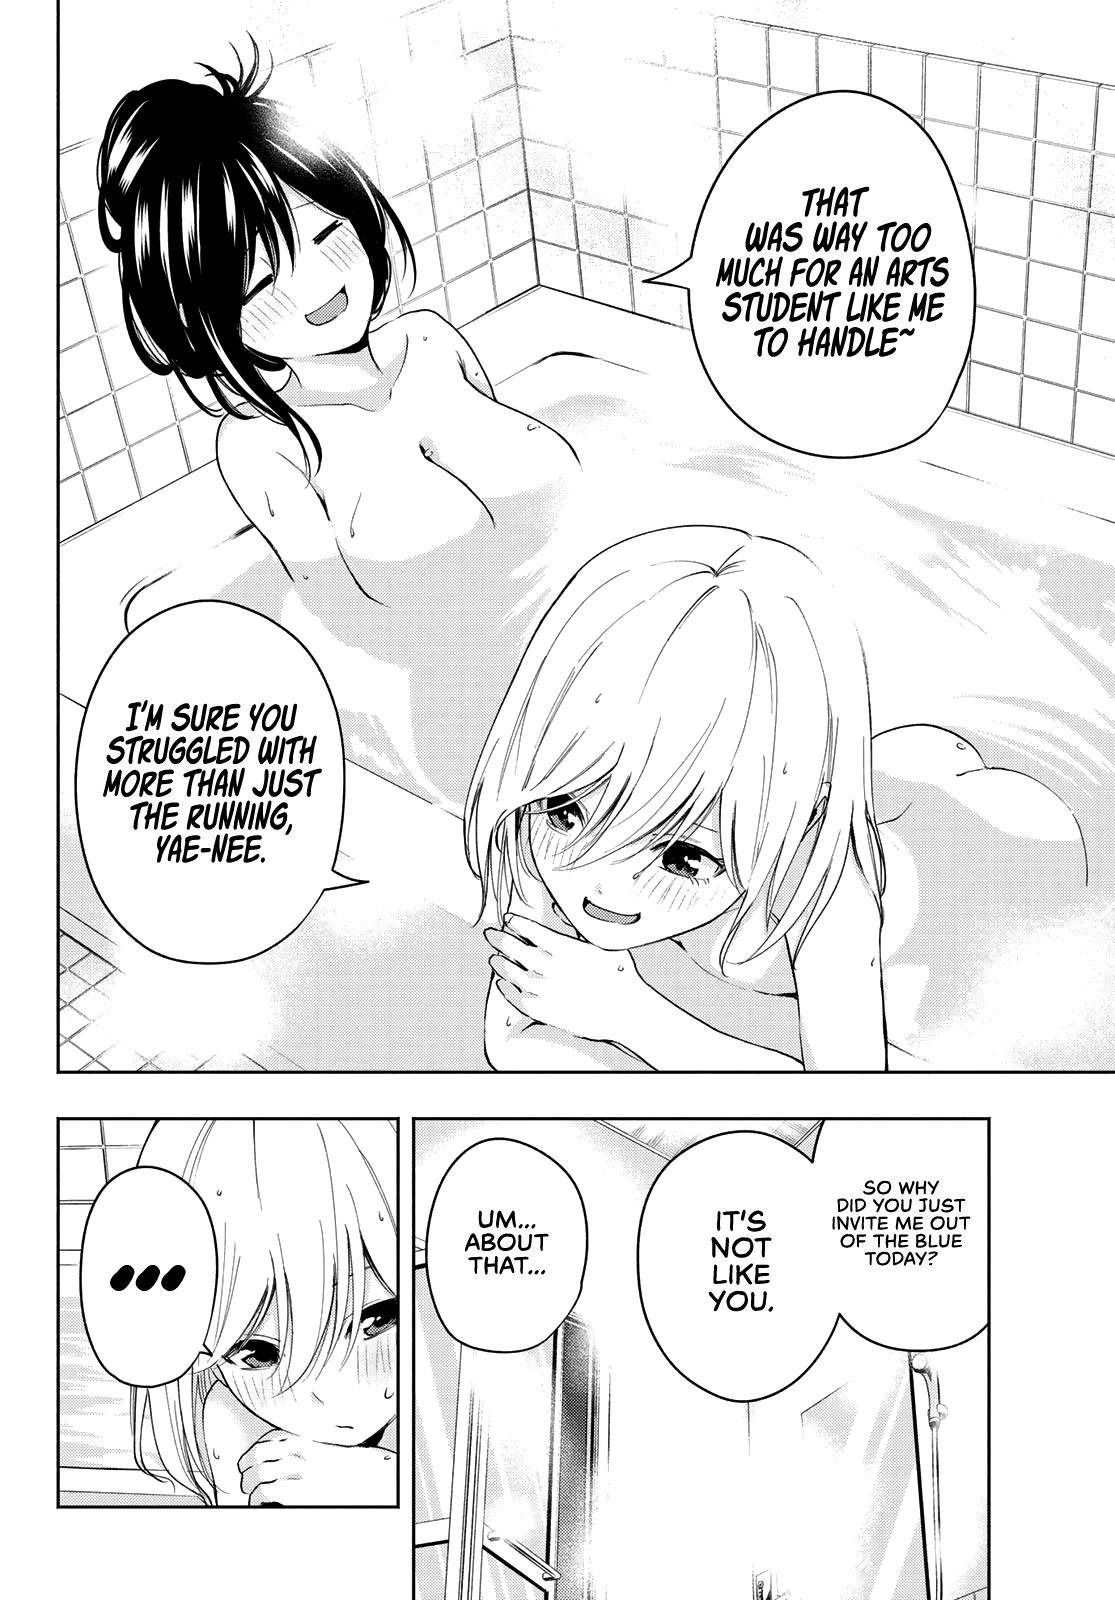 THAT
WAS WAY TOO
MUCH FOR AN ARTS
STUDENT LIKE ME
TO HANDLE~
I'M SURE YOU
STRUGGLED WITH
MORE THAN JUST
THE RUNNING,
YAE-NEE.
SO WHY
DID YOU JUST
INVITE ME OUT
OF THE BLUE
TODAY?
IT'S
NOT
LIKE
YOU.
UM...
ABOUT
THAT...
...